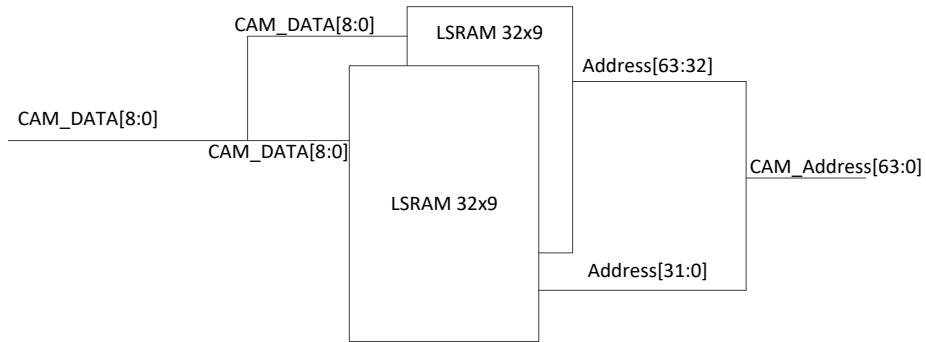 CAM_DATA[8:0]
LSRAM 32x9
Address[63:32]
CAM_DATA[8:0]
CAM_DATA[8:0]
CAM_Address[63:0]
LSRAM 32x9
Address[31:0]